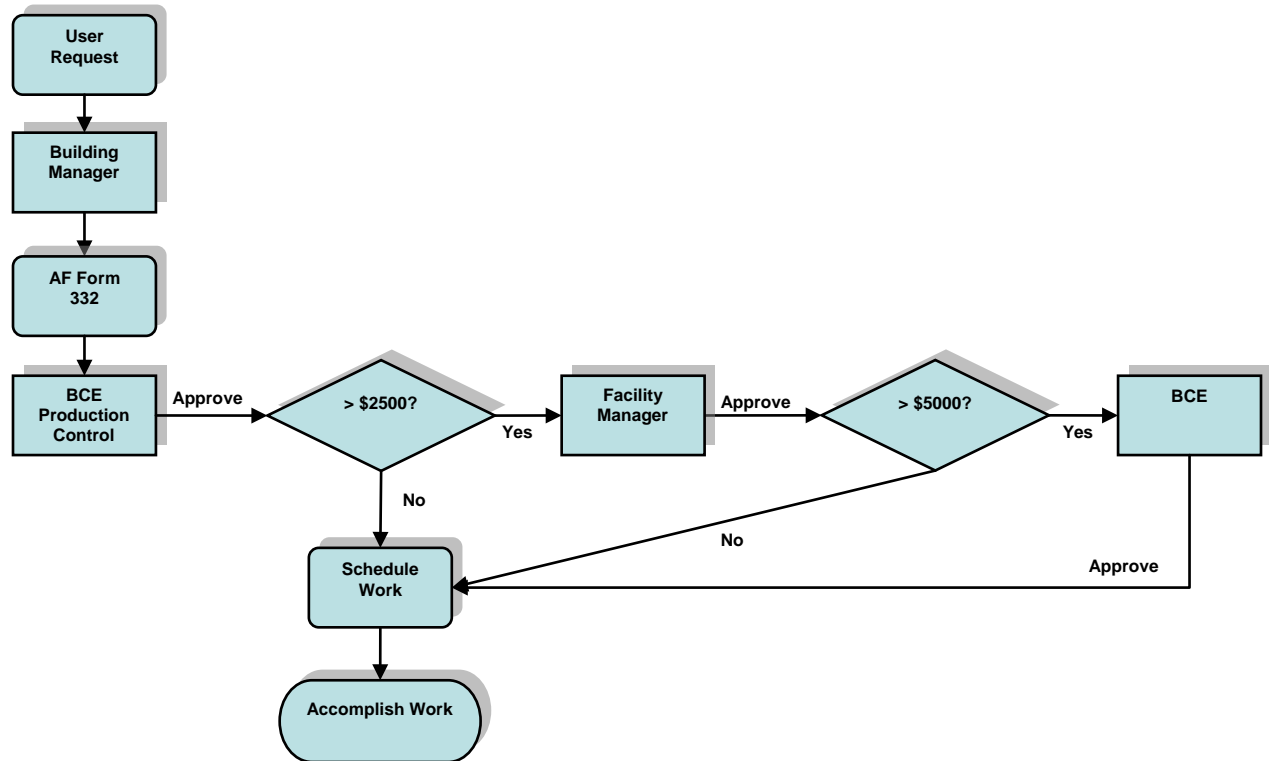 User
Request
Building
Manager
AF Form
332
BCE
Production
Control
Approve
> $2500?
Yes
Facility
Manager
Approve
> $5000?
Yes
BCE
No
No
Approve
Schedule
Work
Accomplish Work